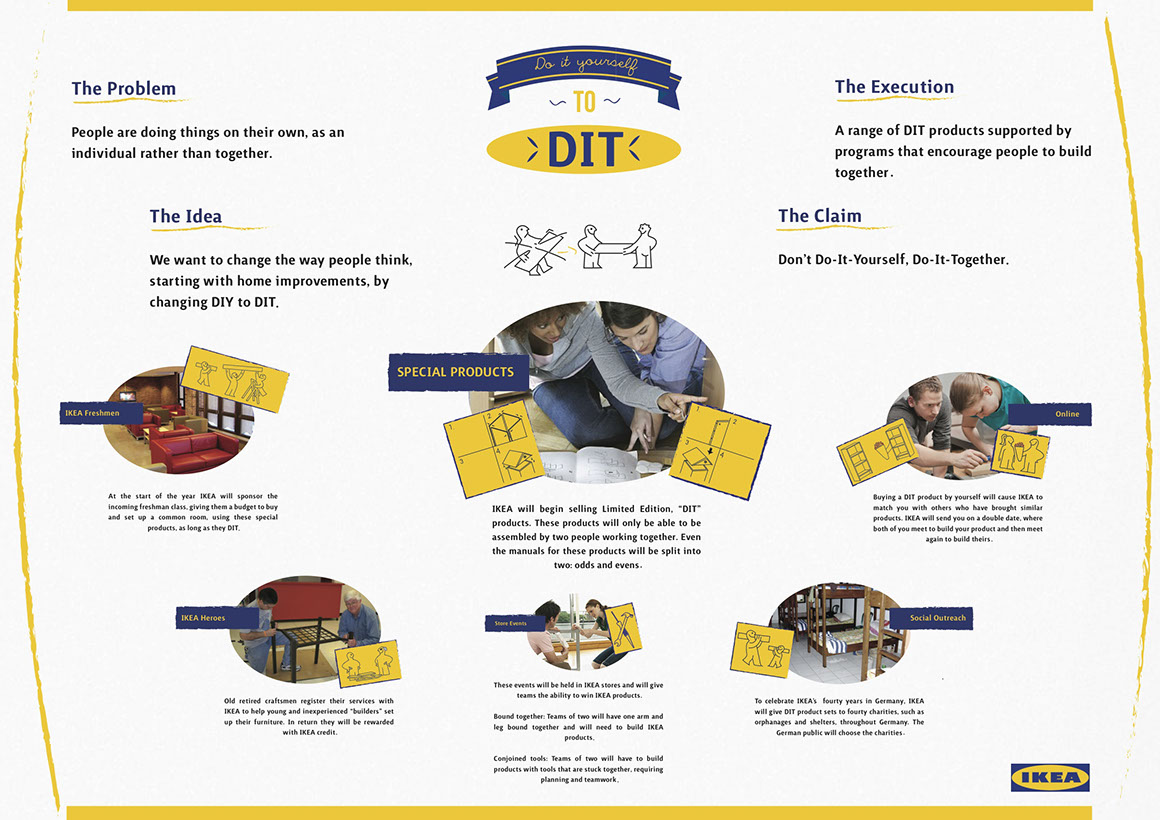 Do it yourself
TO
DIT
The Problem
People are doing things on their own, as an
individual rather than together.
The Idea
We want to change the way people think,
starting with home improvements, by
changing DIY to DIT.
The Execution
A range of DIT products supported by
programs that encourage people to build
together.
The Claim
Don't Do-It-Yourself, Do-It-Together.
IKEA Freshmen
At the start of the year IKEA will sponsor the
incoming freshman class, giving them a budget to buy
and set up a common room, using these special
products, as long as they DIT.
SPECIAL PRODUCTS
1.
2
3
4
1
2
3
4
IKEA will begin selling Limited Edition, "DIT"
products. These products will only be able to be
assembled by two people working together. Even
the manuals for these products will be split into
two: odds and evens.
Online
Buying a DIT product by yourself will cause IKEA to
match you with others who have brought similar
products. IKEA will send you on a double date, where
both of you meet to build your product and then meet
again to build theirs.
IKEA Heroes
Old retired craftsmen register their services with
IKEA to help young and inexperienced "builders" set
up their furniture. In return they will be rewarded
with IKEA credit.
Store Events
These events will be held in IKEA stores and will give
teams the ability to win IKEA products.
Bound together: Teams of two will have one arm and
leg bound together and will need to build IKEA
products.
Conjoined tools: Teams of two will have to build
products with tools that are stuck together, requiring
planning and teamwork.
Social Outreach
To celebrate IKEA's fourty years in Germany, IKEA
will give DIT product sets to fourty charities, such as
orphanages and shelters, throughout Germany. The
German public will choose the charities.
IKEA